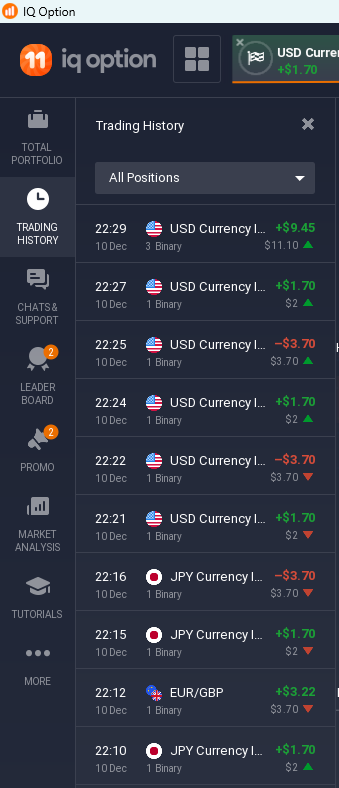 IQ Option
iq option
USD Curre
+$1.70
TOTAL
PORTFOLIO
TRADING
HISTORY
CHATS &
SUPPORT
2
LEADER
BOARD
2
PROMO
MARKET
ANALYSIS
TUTORIALS
MORE
Trading History
All Positions
22:29 USD Currency I... +$9.45
10 Dec 3 Binary $11.10
22:27 USD Currency I... +$1.70
10 Dec 1 Binary $2
22:25 USD Currency I... –$3.70
10 Dec 1 Binary $3.70
22:24 USD Currency I... +$1.70
10 Dec 1 Binary $2
22:22 USD Currency I... –$3.70
10 Dec 1 Binary $3.70
22:21 USD Currency I... +$1.70
10 Dec 1 Binary $2
22:16 JPY Currency I... –$3.70
10 Dec 1 Binary $3.70
22:15 JPY Currency I... +$1.70
10 Dec 1 Binary $2
22:12 EUR/GBP +$3.22
10 Dec 1 Binary $3.70
22:10 JPY Currency I... +$1.70
10 Dec 1 Binary $2